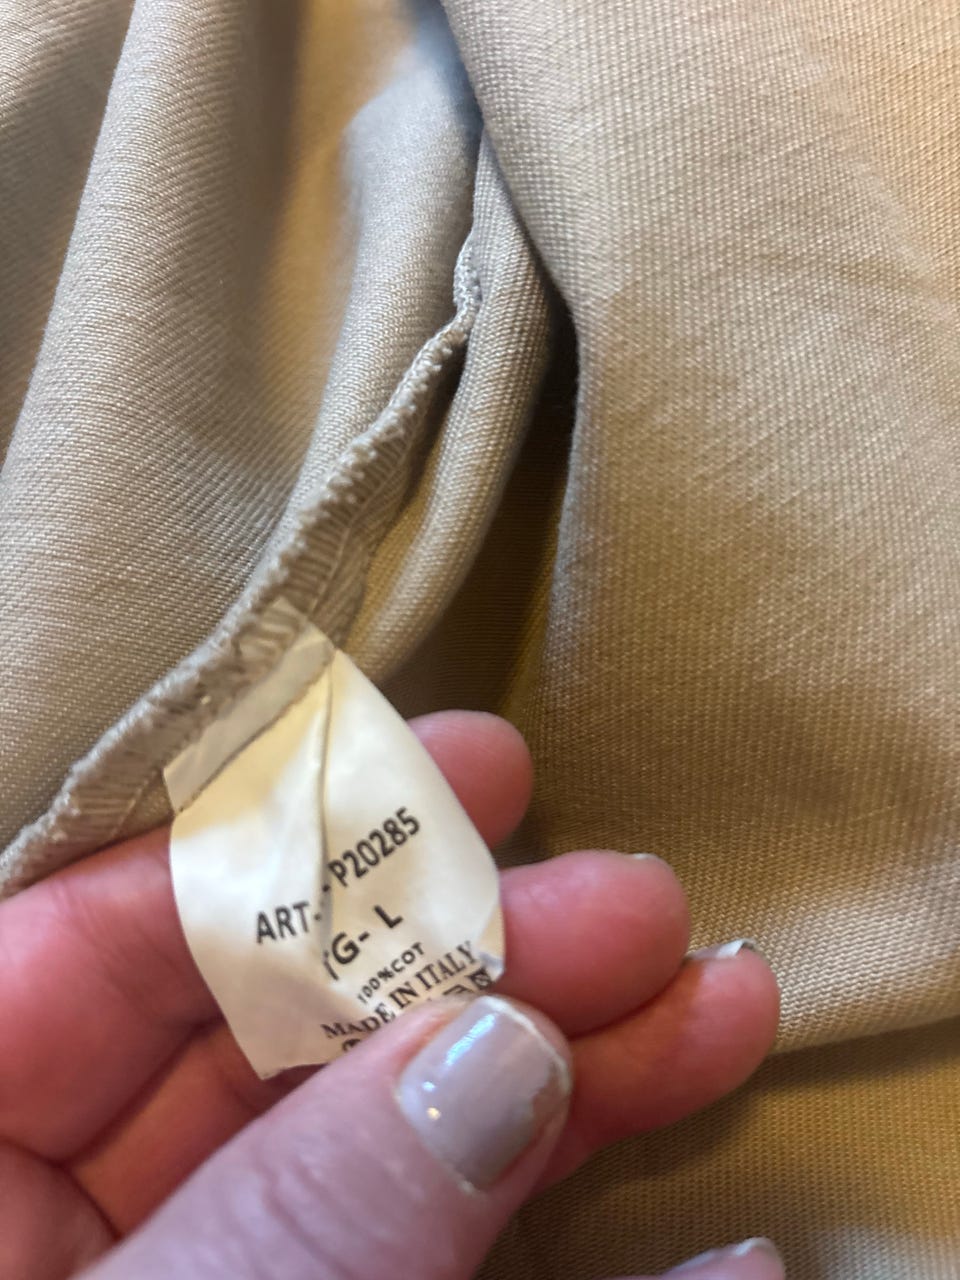 ART.- P20285
TG- L
100%COT
MADE IN ITALY